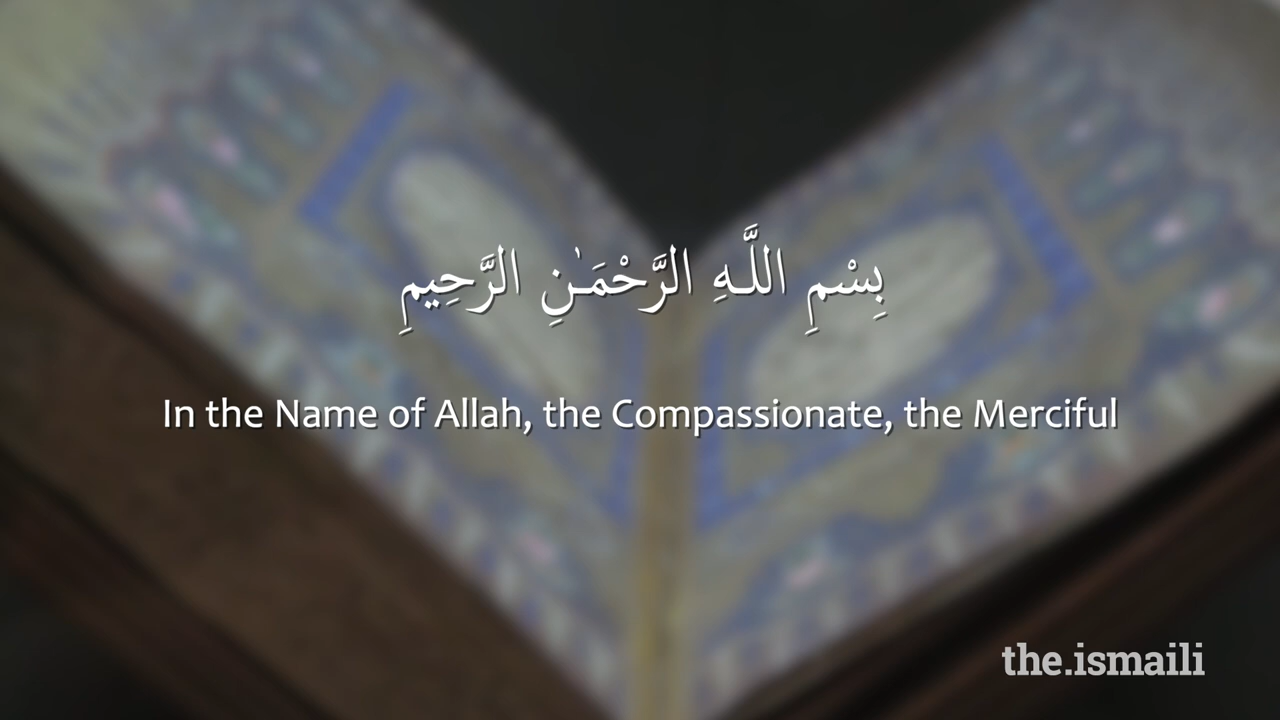 بِسْمِ اللَّـهِ الرَّحْمَـٰنِ الرَّحِيمِ
In the Name of Allah, the Compassionate, the Merciful
the.ismaili